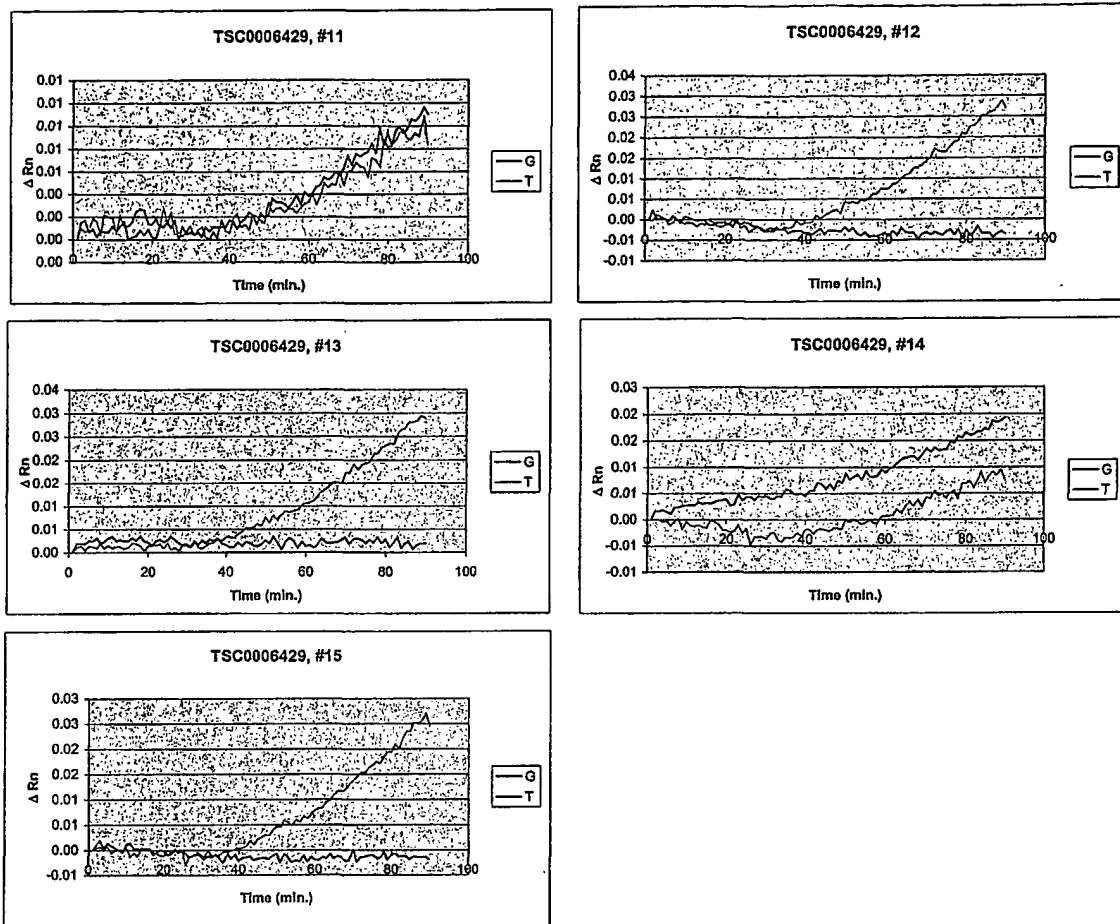 TSC0006429, #11
0.01
0.01
0.01
0.01
0.00
0.00
0.00
0.00
0.00
Δ Rn
0 20 40 60 80 100
Time (min.)
G
T
TSC0006429, #12
0.04
0.03
0.03
0.02
0.02
0.01
0.01
0.00
-0.01
-0.01
Δ Rn
0 20 40 60 80 100
Time (min.)
G
T
TSC0006429, #13
0.04
0.03
0.03
0.02
0.02
0.01
0.01
0.00
Δ Rn
0 20 40 60 80 100
Time (min.)
G
T
TSC0006429, #14
0.03
0.02
0.02
0.01
0.01
0.00
-0.01
-0.01
Δ Rn
0 20 40 60 80 100
Time (min.)
G
T
TSC0006429, #15
0.03
0.03
0.02
0.02
0.01
0.01
0.00
-0.01
Δ Rn
0 20 40 60 80 100
Time (min.)
G
T